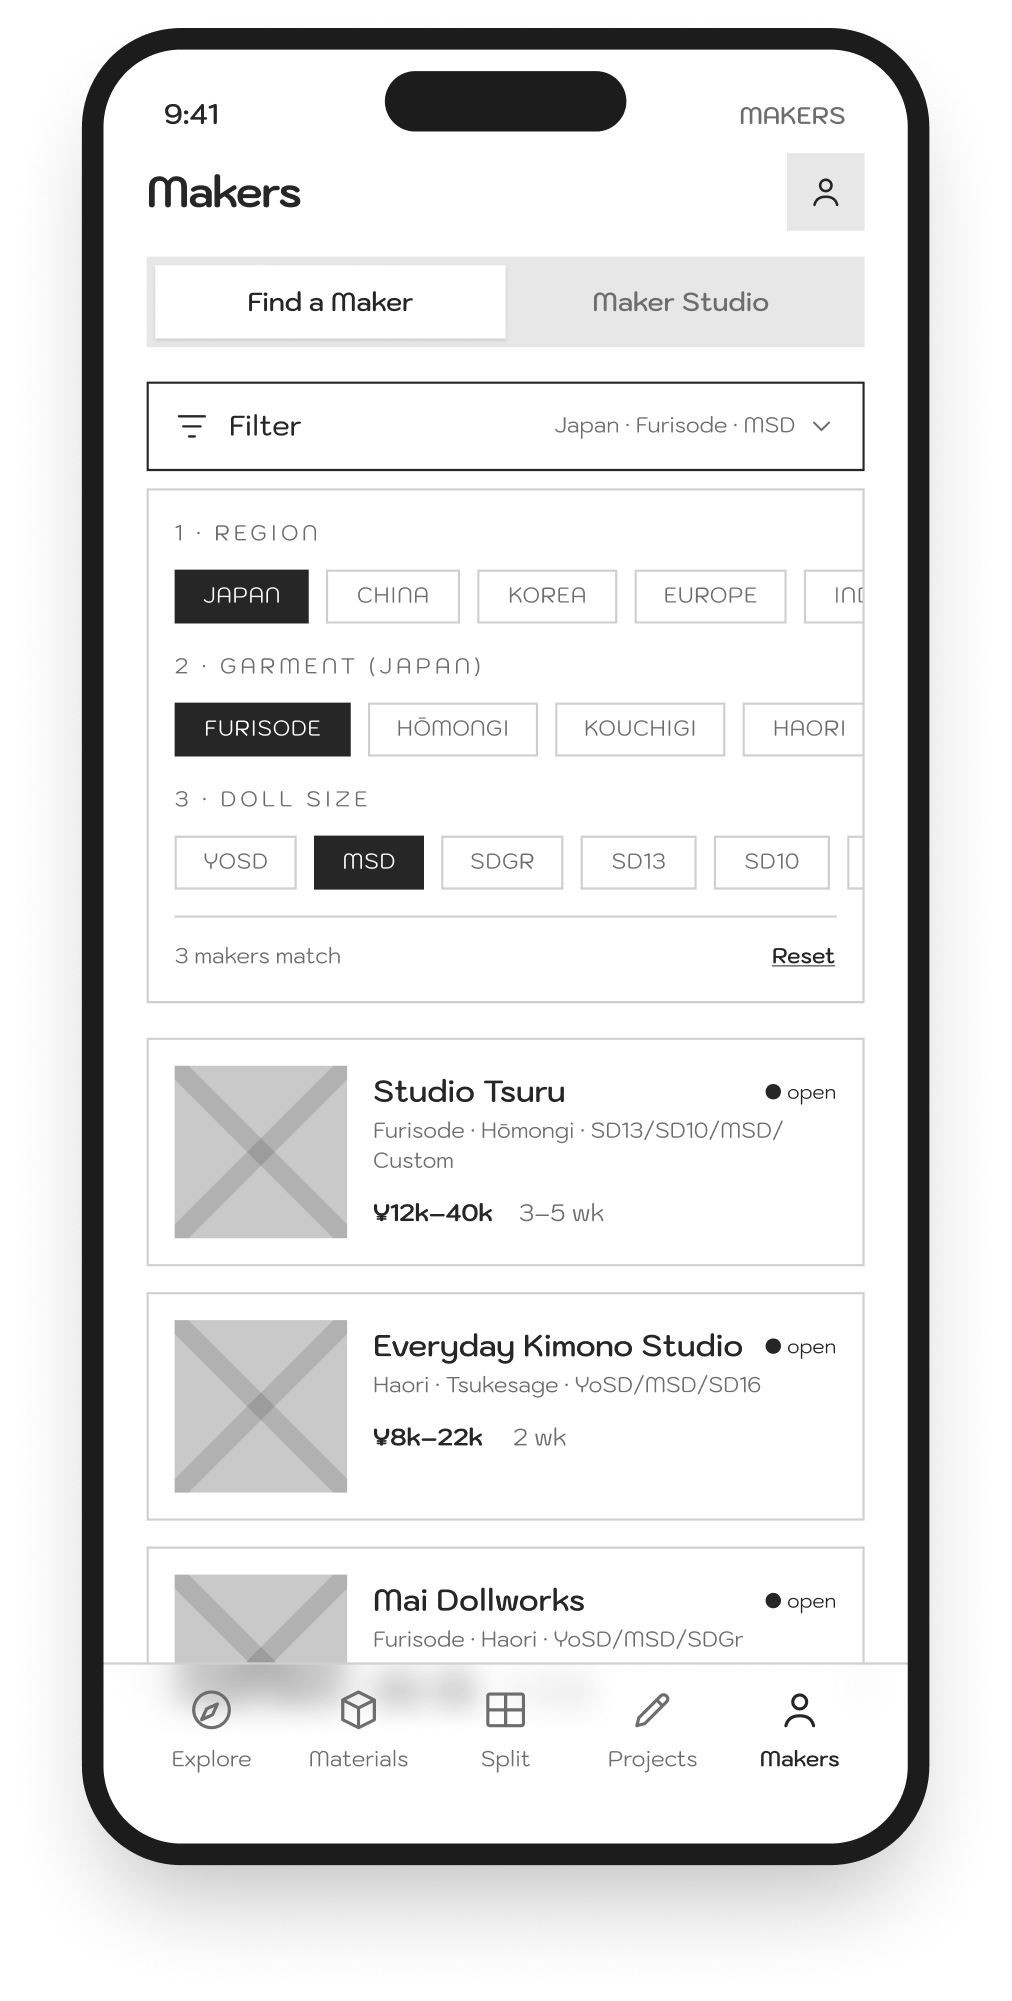 9:41
MAKERS
Makers
Find a Maker
Maker Studio
Filter
Japan · Furisode · MSD
1 · REGION
JAPAN
CHINA
KOREA
EUROPE
2 · GARMENT (JAPAN)
FURISODE
HŌMONGI
KOUCHIGI
HAORI
3 · DOLL SIZE
YOSD
MSD
SDGR
SD13
SD10
3 makers match
Reset
Studio Tsuru
open
Furisode · Hōmongi · SD13/SD10/MSD/
Custom
¥12k–40k
3–5 wk
Everyday Kimono Studio
open
Haori · Tsukesage · YoSD/MSD/SD16
¥8k–22k
2 wk
Mai Dollworks
open
Furisode · Haori · YoSD/MSD/SDGr
Explore
Materials
Split
Projects
Makers